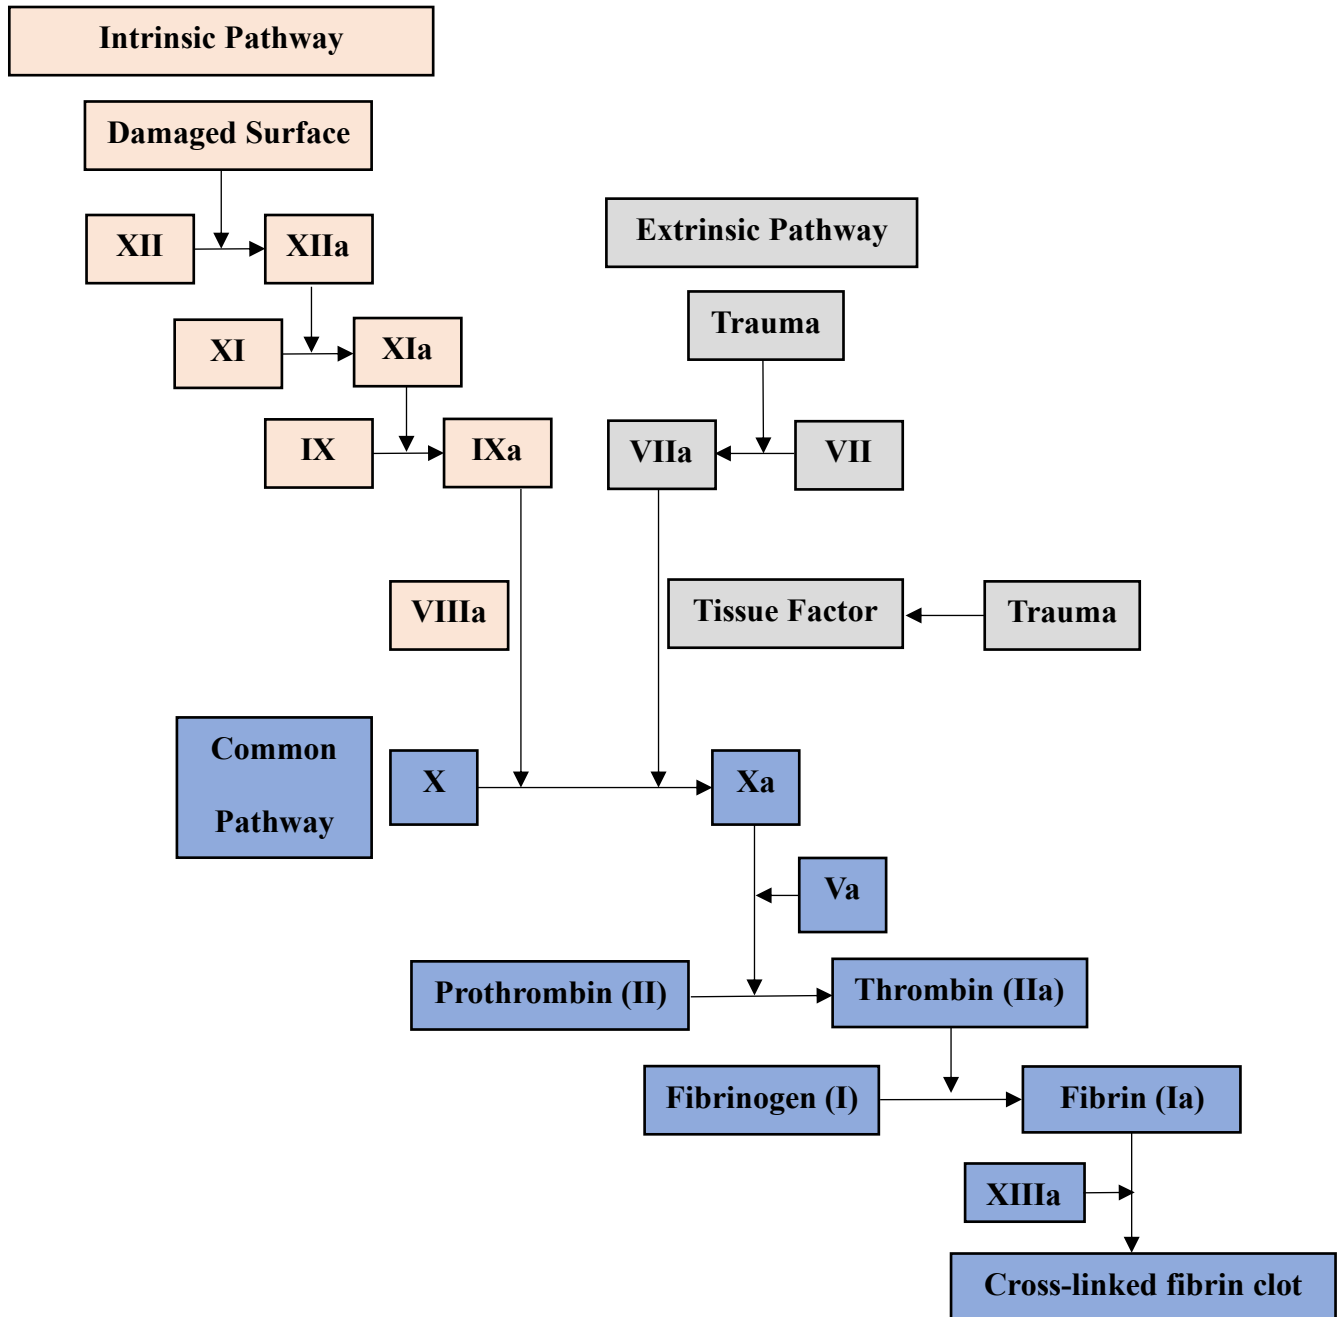 Intrinsic Pathway
Damaged Surface
XII
XIIa
Extrinsic Pathway
Trauma
XI
XIa
IX
IXa
VIIa
VII
VIIIa
Tissue Factor
Trauma
Common
Pathway
X
Xa
Va
Prothrombin (II)
Thrombin (IIa)
Fibrinogen (I)
Fibrin (Ia)
XIIIa
Cross-linked fibrin clot